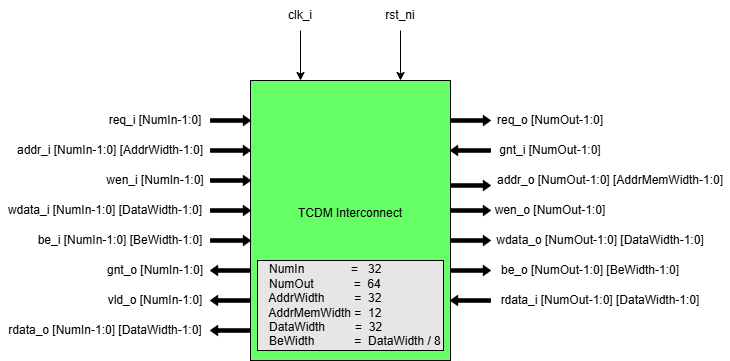 clk_i
rst_ni
req_i [NumIn-1:0]
req_o [NumOut-1:0]
addr_i [NumIn-1:0] [AddrWidth-1:0]
gnt_i [NumOut-1:0]
wen_i [NumIn-1:0]
addr_o [NumOut-1:0] [AddrMemWidth-1:0]
wdata_i [NumIn-1:0] [DataWidth-1:0]
TCDM Interconnect
wen_o [NumOut-1:0]
be_i [NumIn-1:0] [BeWidth-1:0]
wdata_o [NumOut-1:0] [DataWidth-1:0]
gnt_o [NumIn-1:0]
be_o [NumOut-1:0] [BeWidth-1:0]
vld_o [NumIn-1:0]
rdata_i [NumOut-1:0] [DataWidth-1:0]
rdata_o [NumIn-1:0] [DataWidth-1:0]
NumIn = 32
NumOut = 64
AddrWidth = 32
AddrMemWidth = 12
DataWidth = 32
BeWidth = DataWidth / 8